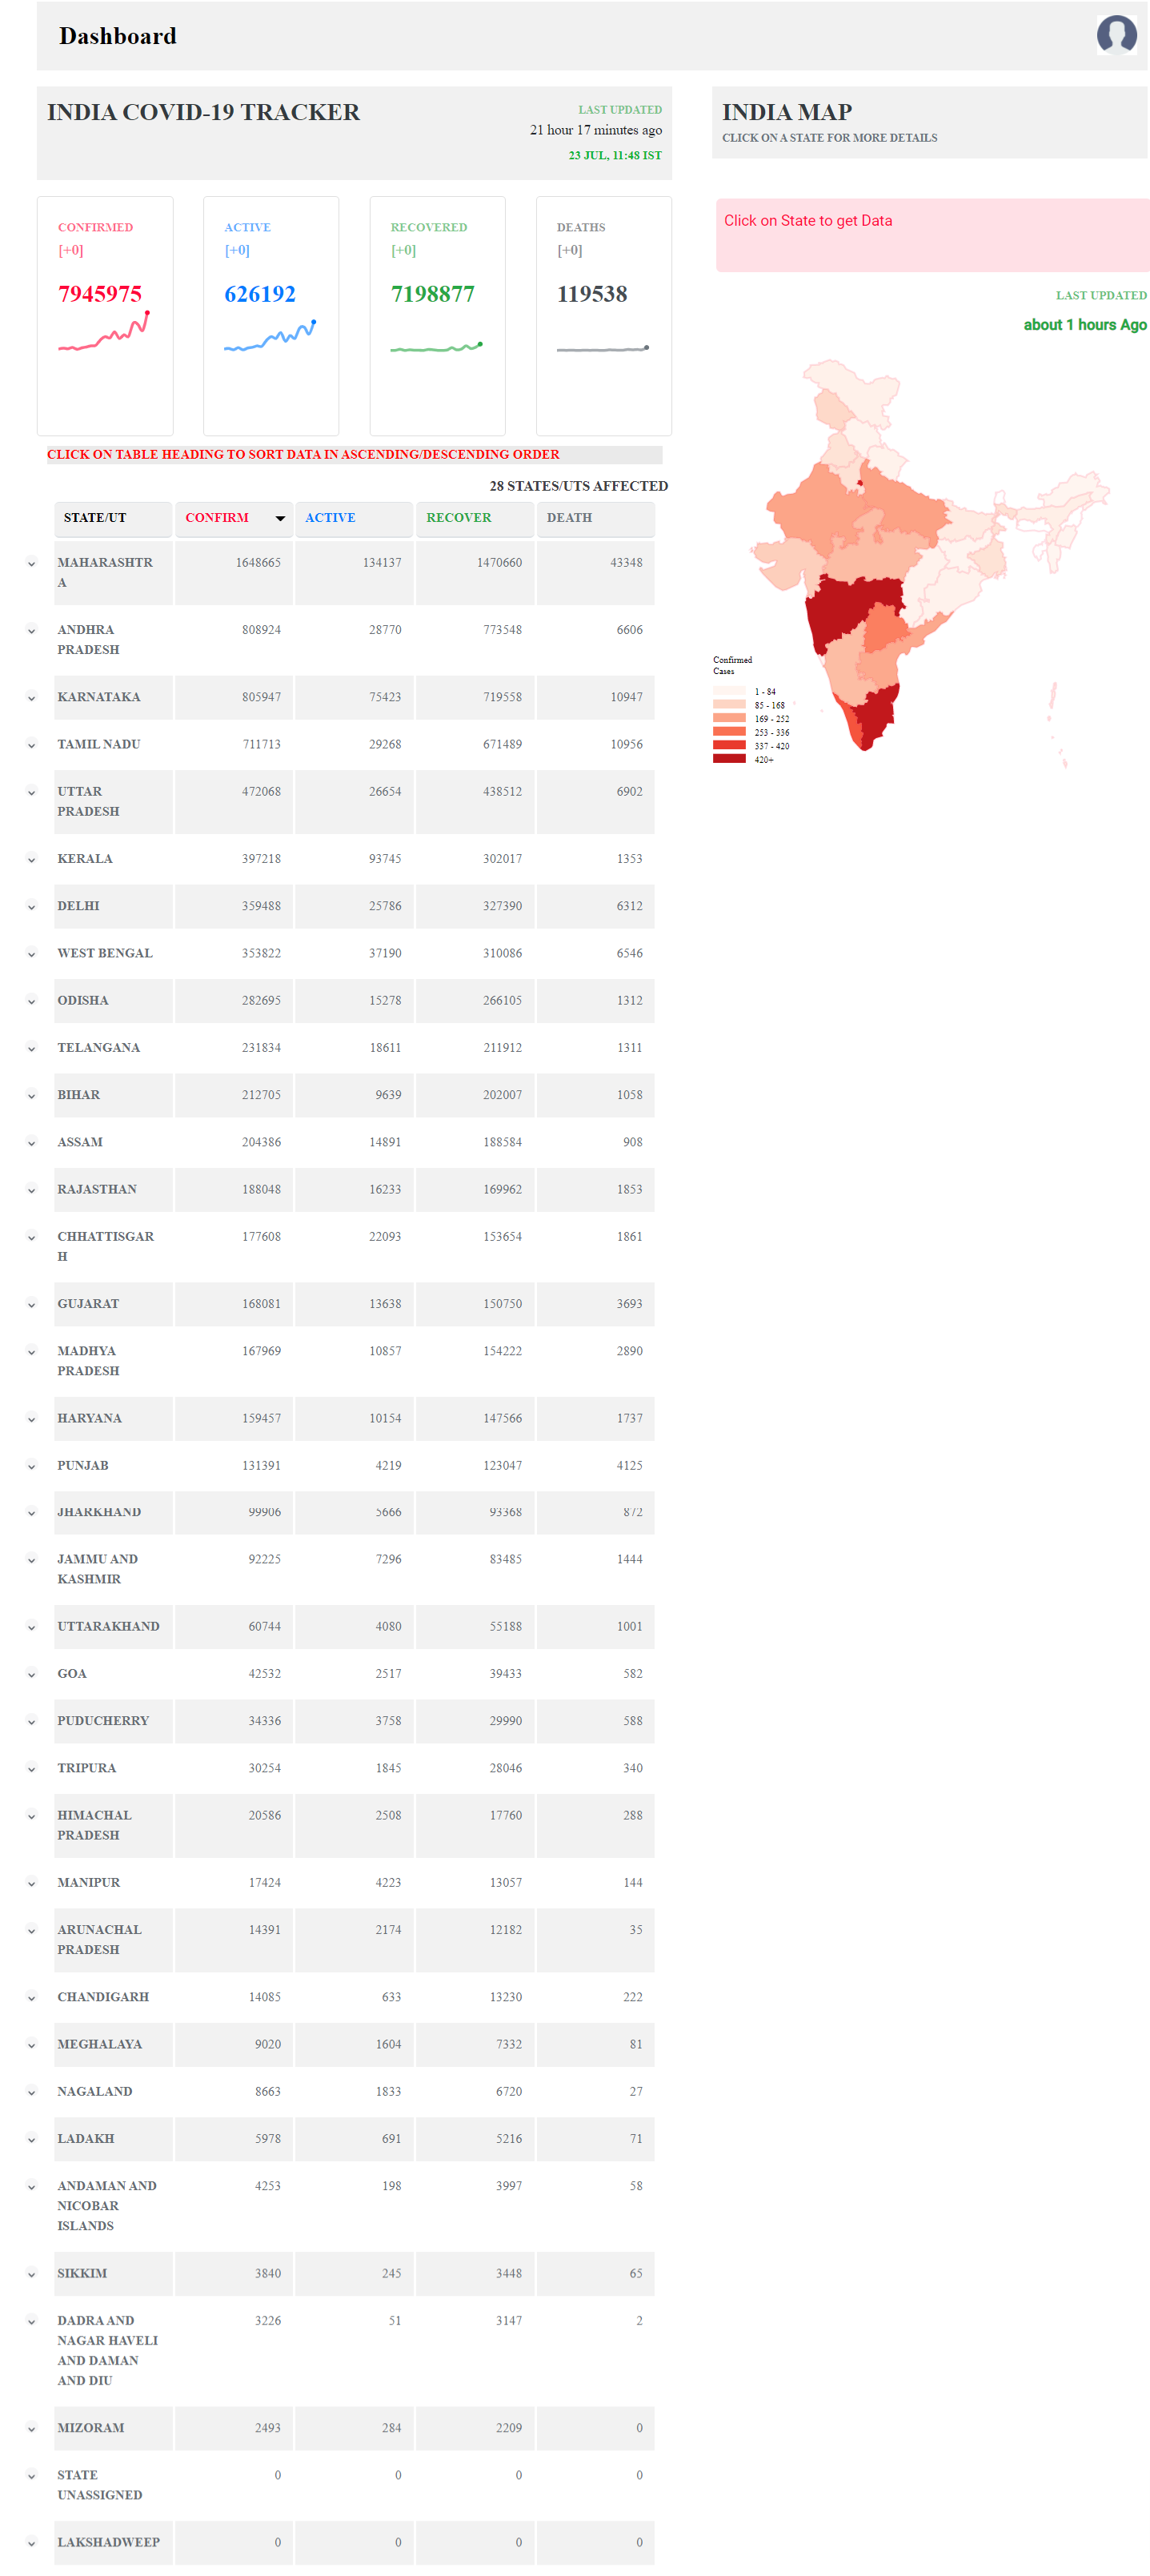 Dashboard
INDIA COVID-19 TRACKER
LAST UPDATED
21 hour 17 minutes ago
23 JUL, 11:48 IST
INDIA MAP
CLICK ON A STATE FOR MORE DETAILS
CONFIRMED
[+0]
7945975
ACTIVE
[+0]
626192
RECOVERED
[+0]
7198877
DEATHS
[+0]
119538
Click on State to get Data
LAST UPDATED
about 1 hours Ago
Confirmed
Cases
1 - 84
85 - 168
169 - 252
253 - 336
337 - 420
420+
CLICK ON TABLE HEADING TO SORT DATA IN ASCENDING/DESCENDING ORDER
28 STATES/UTS AFFECTED
STATE/UT CONFIRM ACTIVE RECOVER DEATH
MAHARASHTR 1648665 134137 1470660 43348
A
ANDHRA 808924 28770 773548 6606
PRADESH
KARNATAKA 805947 75423 719558 10947
TAMIL NADU 711713 29268 671489 10956
UTTAR 472068 26654 438512 6902
PRADESH
KERALA 397218 93745 302017 1353
DELHI 359488 25786 327390 6312
WEST BENGAL 353822 37190 310086 6546
ODISHA 282695 15278 266105 1312
TELANGANA 231834 18611 211912 1311
BIHAR 212705 9639 202007 1058
ASSAM 204386 14891 188584 908
RAJASTHAN 188048 16233 169962 1853
CHHATTISGAR 177608 22093 153654 1861
H
GUJARAT 168081 13638 150750 3693
MADHYA 167969 10857 154222 2890
PRADESH
HARYANA 159457 10154 147566 1737
PUNJAB 131391 4219 123047 4125
JHARKHAND 99906 5666 93368 872
JAMMU AND 92225 7296 83485 1444
KASHMIR
UTTARAKHAND 60744 4080 55188 1001
GOA 42532 2517 39433 582
PUDUCHERRY 34336 3758 29990 588
TRIPURA 30254 1845 28046 340
HIMACHAL 20586 2508 17760 288
PRADESH
MANIPUR 17424 4223 13057 144
ARUNACHAL 14391 2174 12182 35
PRADESH
CHANDIGARH 14085 633 13230 222
MEGHALAYA 9020 1604 7332 81
NAGALAND 8663 1833 6720 27
LADAKH 5978 691 5216 71
ANDAMAN AND 4253 198 3997 58
NICOBAR
ISLANDS
SIKKIM 3840 245 3448 65
DADRA AND 3226 51 3147 2
NAGAR HAVELI
AND DAMAN
AND DIU
MIZORAM 2493 284 2209 0
STATE 0 0 0 0
UNASSIGNED
LAKSHADWEEP 0 0 0 0